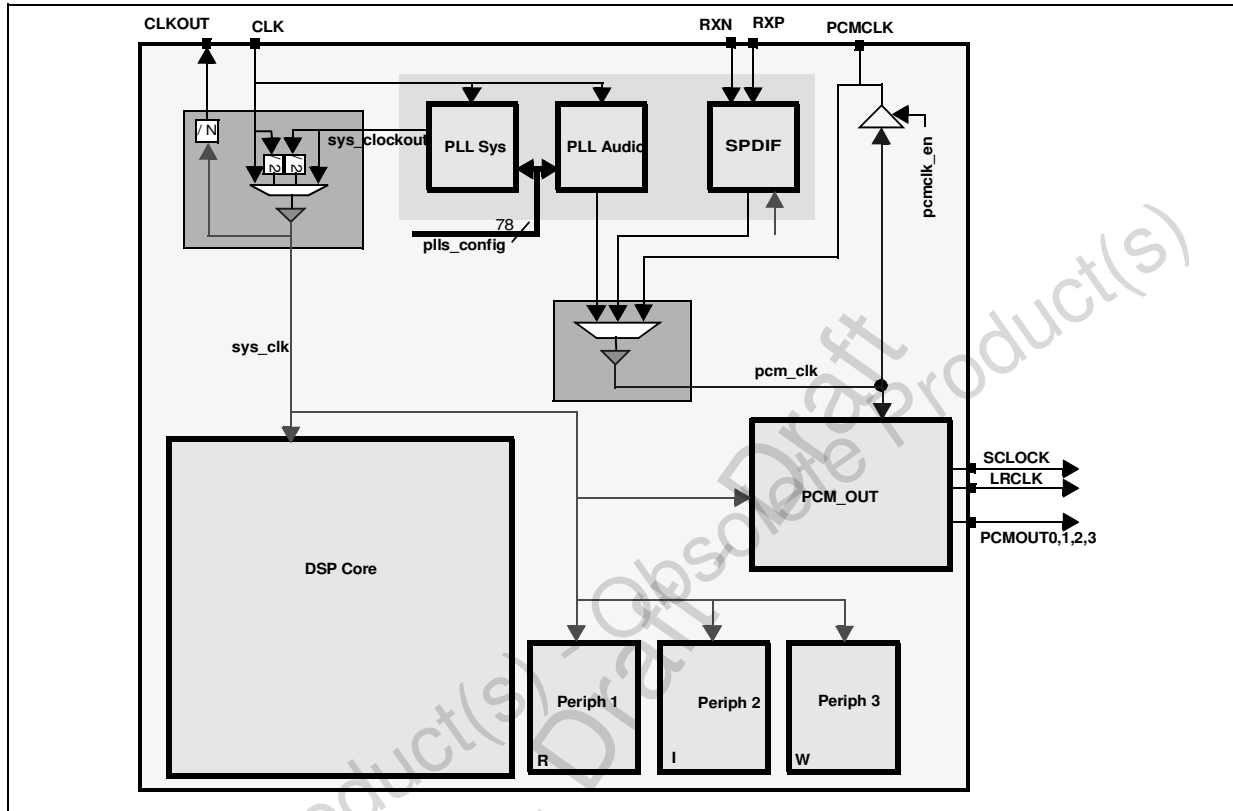 CLKOUT
CLK
RXN
RXP
PCMCLK
/N
/2
/2
sys_clockout
PLL Sys
PLL Audio
SPDIF
pcmclk_en
78
plls_config
sys_clk
pcm_clk
DSP Core
PCM_OUT
SCLOCK
LRCLK
PCMOUT0,1,2,3
Periph 1
R
Periph 2
I
Periph 3
W
Product(s) - Obsolete Product(s)
Draft Draft